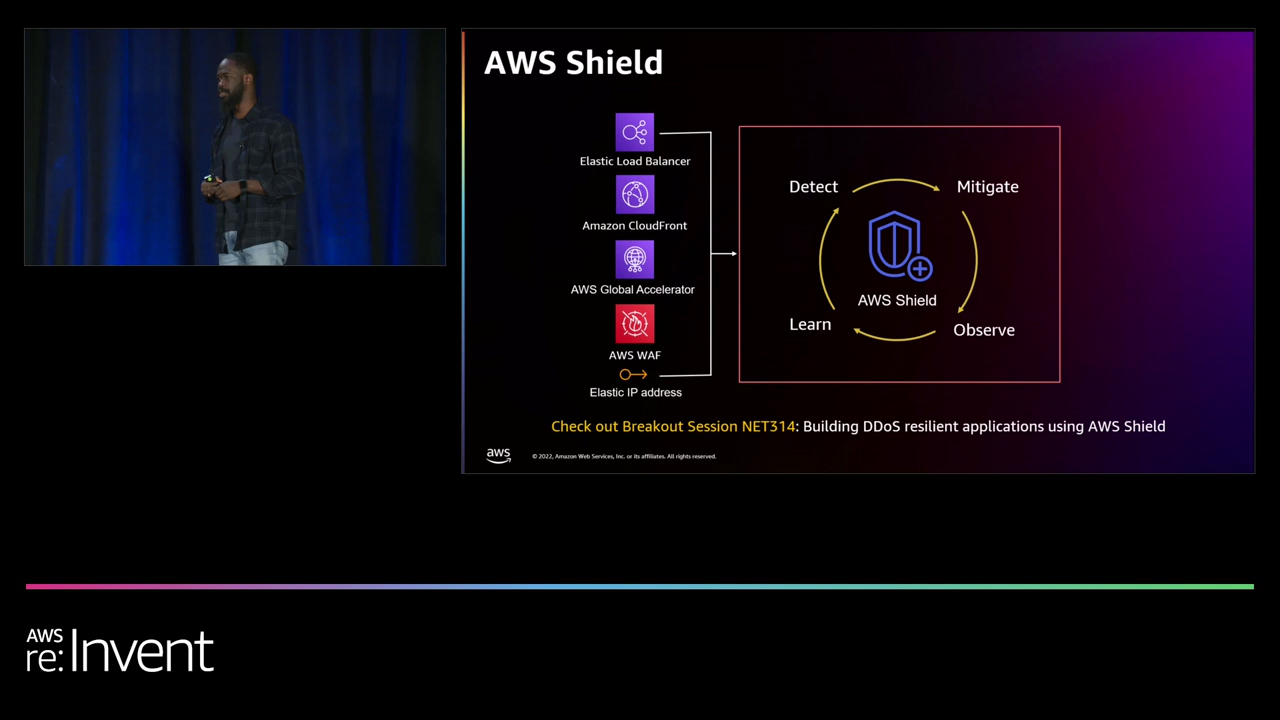 AWS Shield
Elastic Load Balancer
Amazon CloudFront
AWS Global Accelerator
AWS WAF
Elastic IP address
Detect
Mitigate
AWS Shield
Learn
Observe
Check out Breakout Session NET314: Building DDoS resilient applications using AWS Shield
aws
© 2022, Amazon Web Services, Inc. or its affiliates. All rights reserved.
AWS
re:Invent